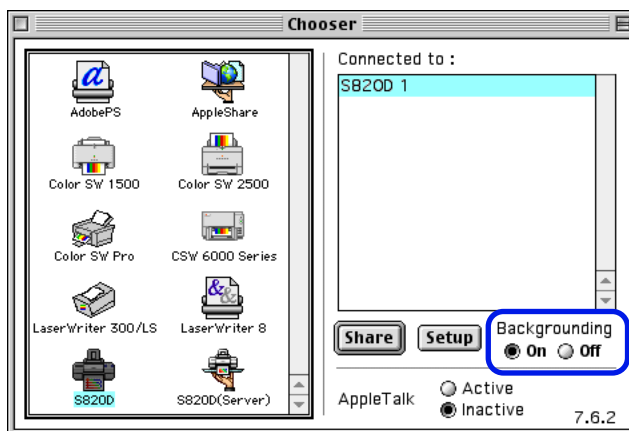 Chooser
AdobePS
AppleShare
Color SW 1500
Color SW 2500
Color SW Pro
CSW 6000 Series
LaserWriter 300/LS
LaserWriter 8
S820D
S820D(Server)
Connected to :
S820D 1
Share
Setup
Backgrounding
On Off
AppleTalk
Active
Inactive
7.6.2